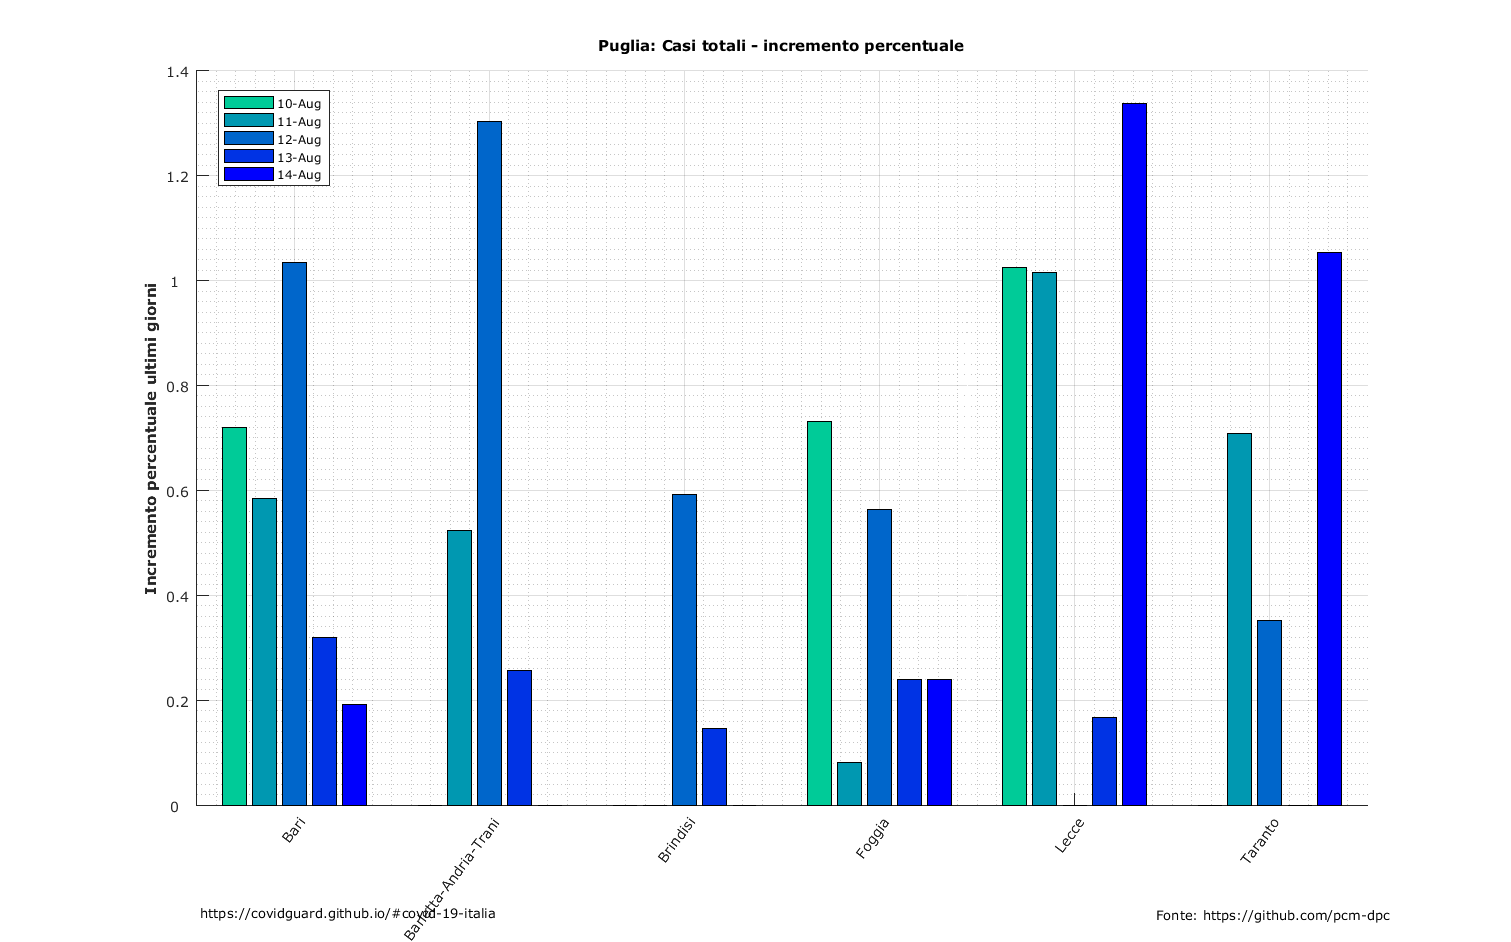 Puglia: Casi totali - incremento percentuale
Incremento percentuale ultimi giorni
1.4
1.2
1
0.8
0.6
0.4
0.2
0
10-Aug
11-Aug
12-Aug
13-Aug
14-Aug
Bari
Barletta-Andria-Trani
Brindisi
Foggia
Lecce
Taranto
https://covidguard.github.io/#covid-19-italia
Fonte: https://github.com/pcm-dpc